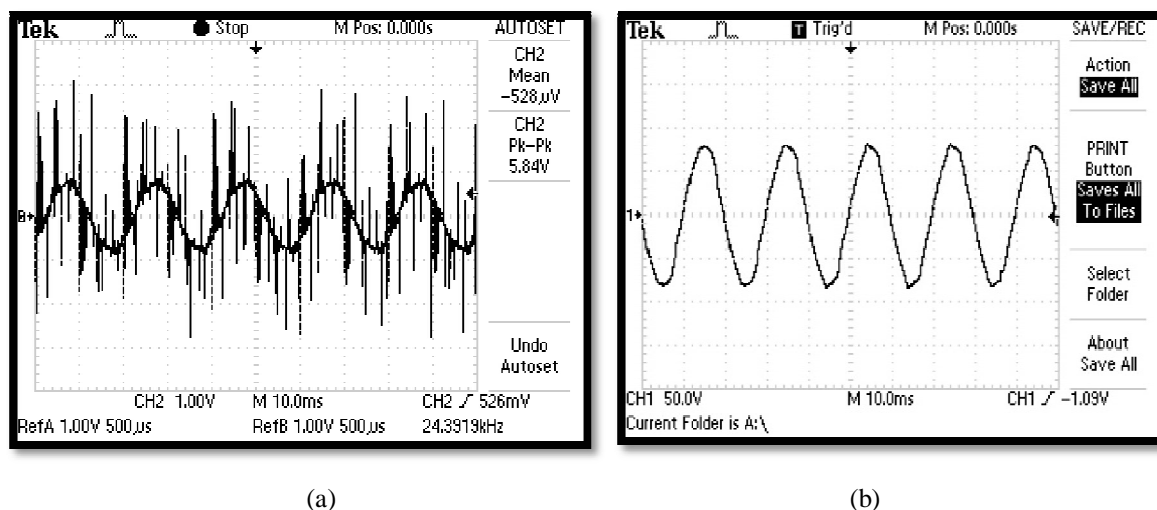 Tek Stop M Pos: 0.000s AUTOSET
CH2
Mean
-528µV
CH2
Pk-Pk
5.84V
Undo
Autoset
CH2 1.00V M 10.0ms CH2 526mV
RefA 1.00V 500µs RefB 1.00V 500µs 24.3919kHz
(a)
Tek T Trig'd M Pos: 0.000s SAVE/REC
Action
Save All
PRINT
Button
Saves All
To Files
1
Select
Folder
About
Save All
CH1 50.0V M 10.0ms CH1 -1.09V
Current Folder is A:\
(b)